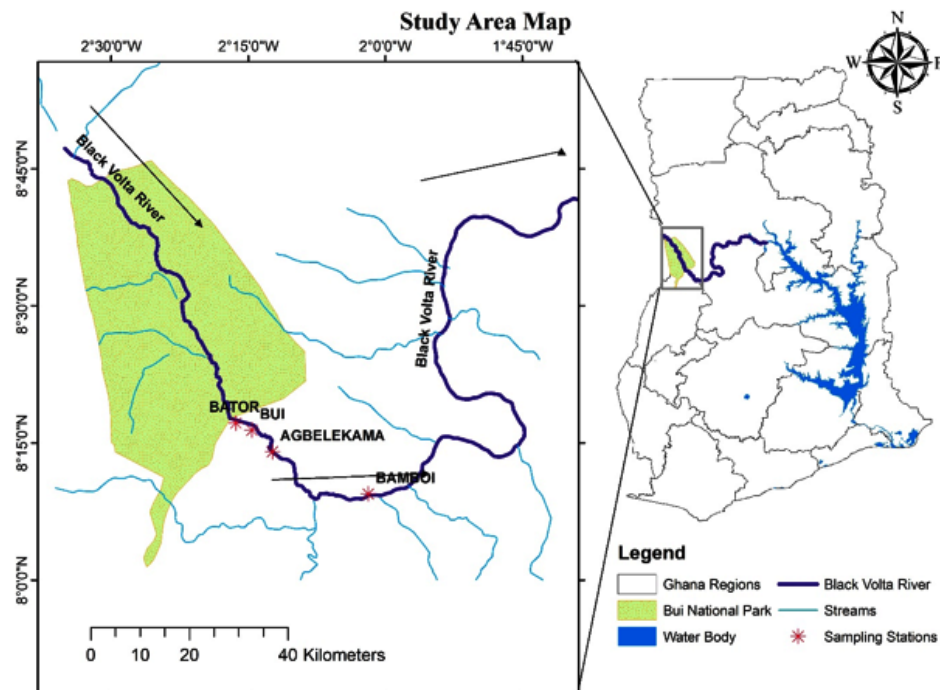 Study Area Map
2°30'0"W 2°15'0"W 2°0'0"W 1°45'0"W
N
W E
S
8°45'0"N
8°30'0"N
8°15'0"N
8°0'0"N
Black Volta River
Black Volta River
BATOR
BUI
AGBELEKAMA
BAMBOI
0 10 20 40 Kilometers
Legend
Ghana Regions
Black Volta River
Bui National Park
Streams
Water Body
Sampling Stations